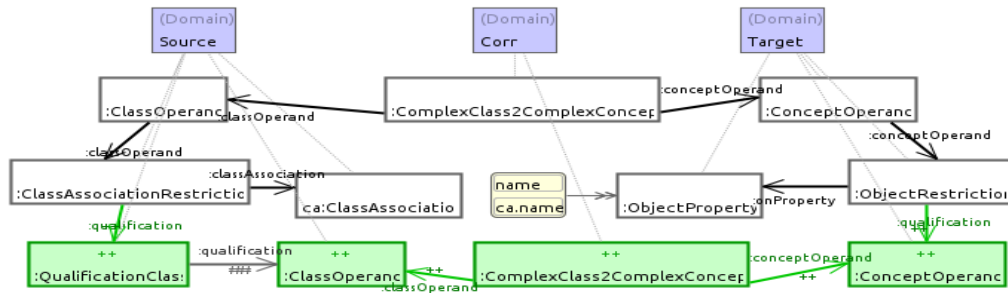 (Domain)
Source
(Domain)
Corr
(Domain)
Target
:ClassOperanc
:classOperand
:ComplexClass2ComplexConcep
:conceptOperand
:ConceptOperanc
:classOperand
:conceptOperand
:ClassAssociationRestrictic
:classAssociation
ca:ClassAssociatio
name
ca.name
:ObjectProperty
:onProperty
:ObjectRestriction
:qualification
++
:qualification
++
:QualificationClass
:qualification
###
++
:ClassOperanc
++
:classOperand
++
:ComplexClass2ComplexConcep
:conceptOperand
++
++
:ConceptOperanc